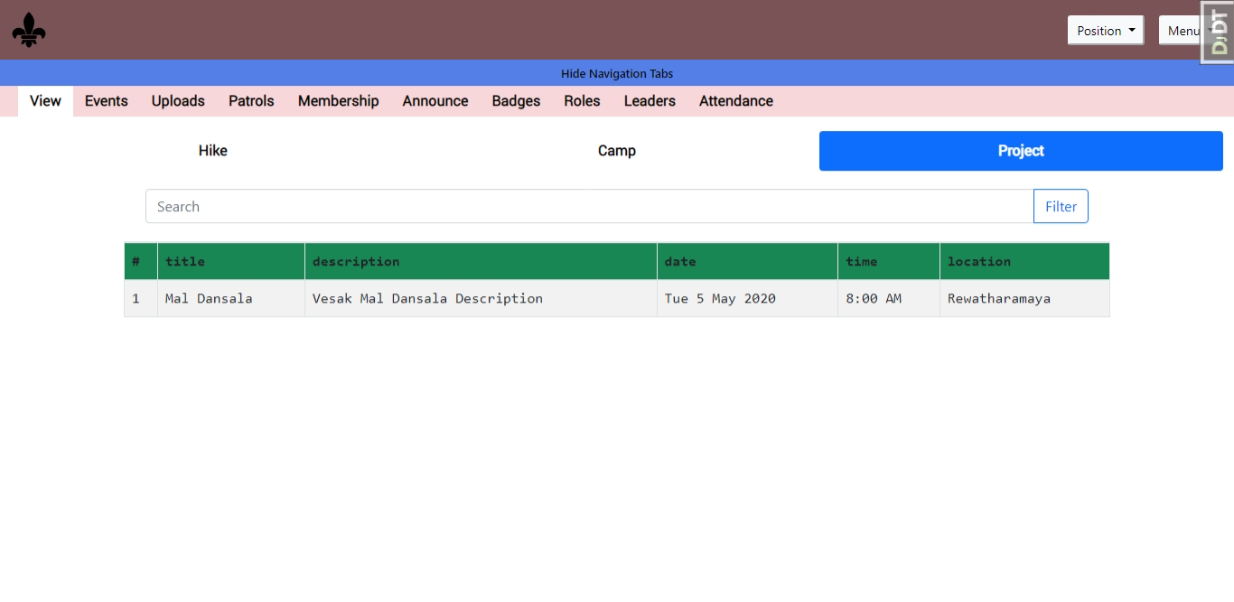 Position Menu
DjDT
Hide Navigation Tabs
View Events Uploads Patrols Membership Announce Badges Roles Leaders Attendance
Hike Camp Project
Search Filter
# title description date time location
1 Mal Dansala Vesak Mal Dansala Description Tue 5 May 2020 8:00 AM Rewatharamaya